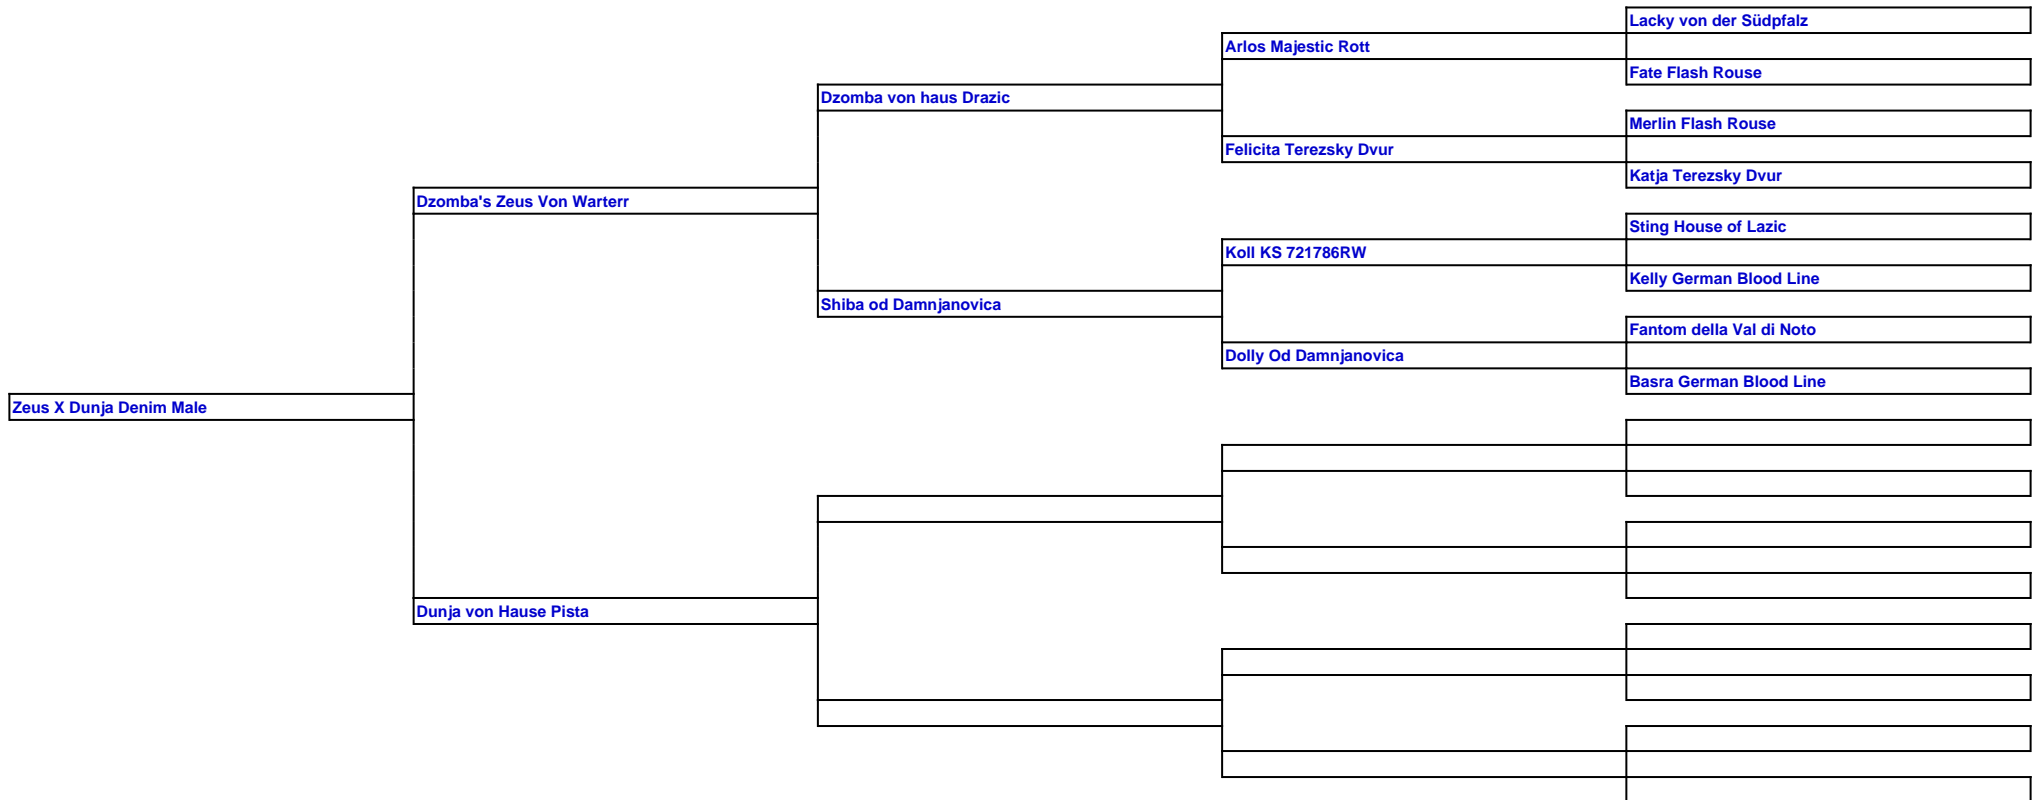 Lacky von der Südpfalz
Arlos Majestic Rott
Fate Flash Rouse
Dzomba von haus Drazic
Merlin Flash Rouse
Felicita Terezsky Dvur
Katja Terezsky Dvur
Dzomba's Zeus Von Warterr
Sting House of Lazic
Koll KS 721786RW
Kelly German Blood Line
Shiba od Damnjanovica
Fantom della Val di Noto
Dolly Od Damnjanovica
Basra German Blood Line
Zeus X Dunja Denim Male
Dunja von Hause Pista